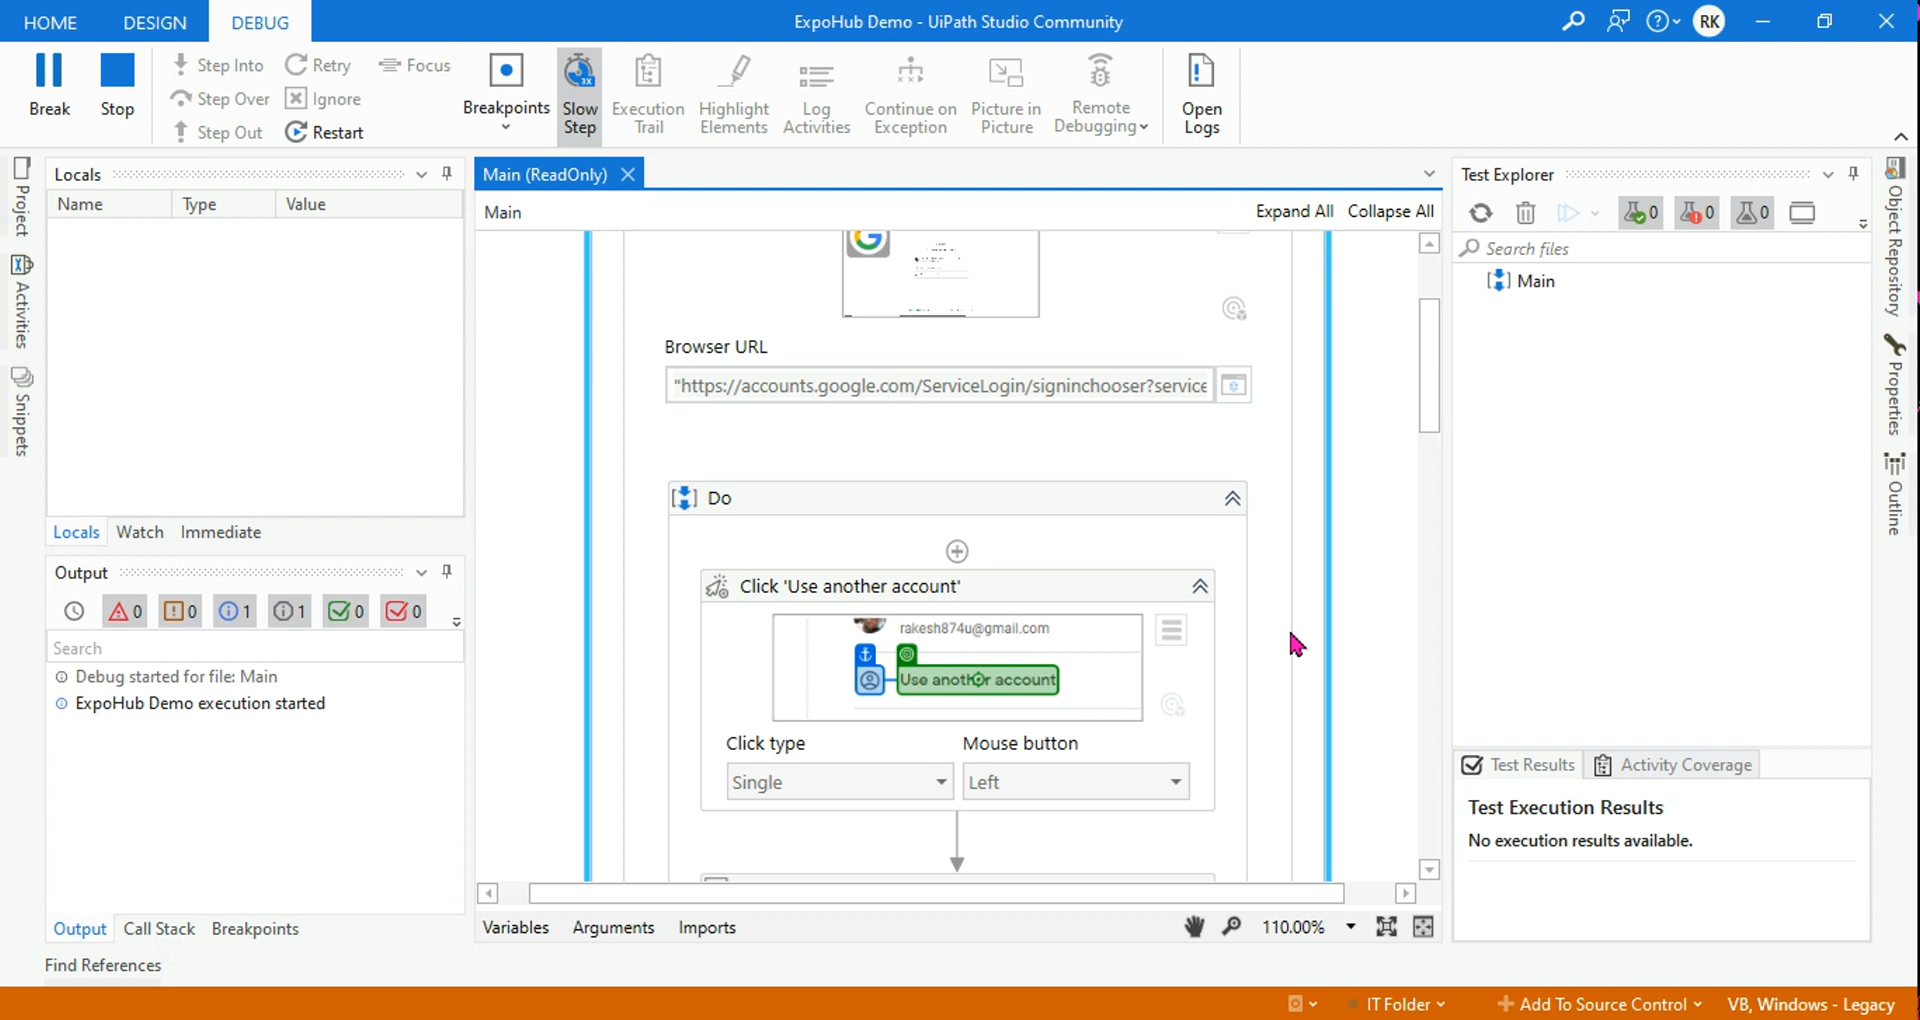 HOME DESIGN DEBUG ExpoHub Demo - UiPath Studio Community RK
Break Stop Step Into Step Over Step Out Retry Ignore Restart Focus
Breakpoints
Slow
Step
3X
Execution
Trail
Highlight
Elements
Log
Activities
Continue on
Exception
Picture in
Picture
Remote
Debugging
Open
Logs
Project
Activities
Snippets
Locals
Name Type Value
Locals Watch Immediate
Output
0 0 1 1 0 0
Search
Debug started for file: Main
ExpoHub Demo execution started
Output Call Stack Breakpoints
Find References
Main (ReadOnly)
Main Expand All Collapse All
Browser URL
"https://accounts.google.com/ServiceLogin/signinchooser?service
Do
Click 'Use another account'
rakesh874u@gmail.com
Use another account
Click type Mouse button
Single Left
Variables Arguments Imports 110.00%
Test Explorer
0 0 0
Search files
Main
Test Results Activity Coverage
Test Execution Results
No execution results available.
Object Repository
Properties
Outline
IT Folder Add To Source Control VB, Windows - Legacy